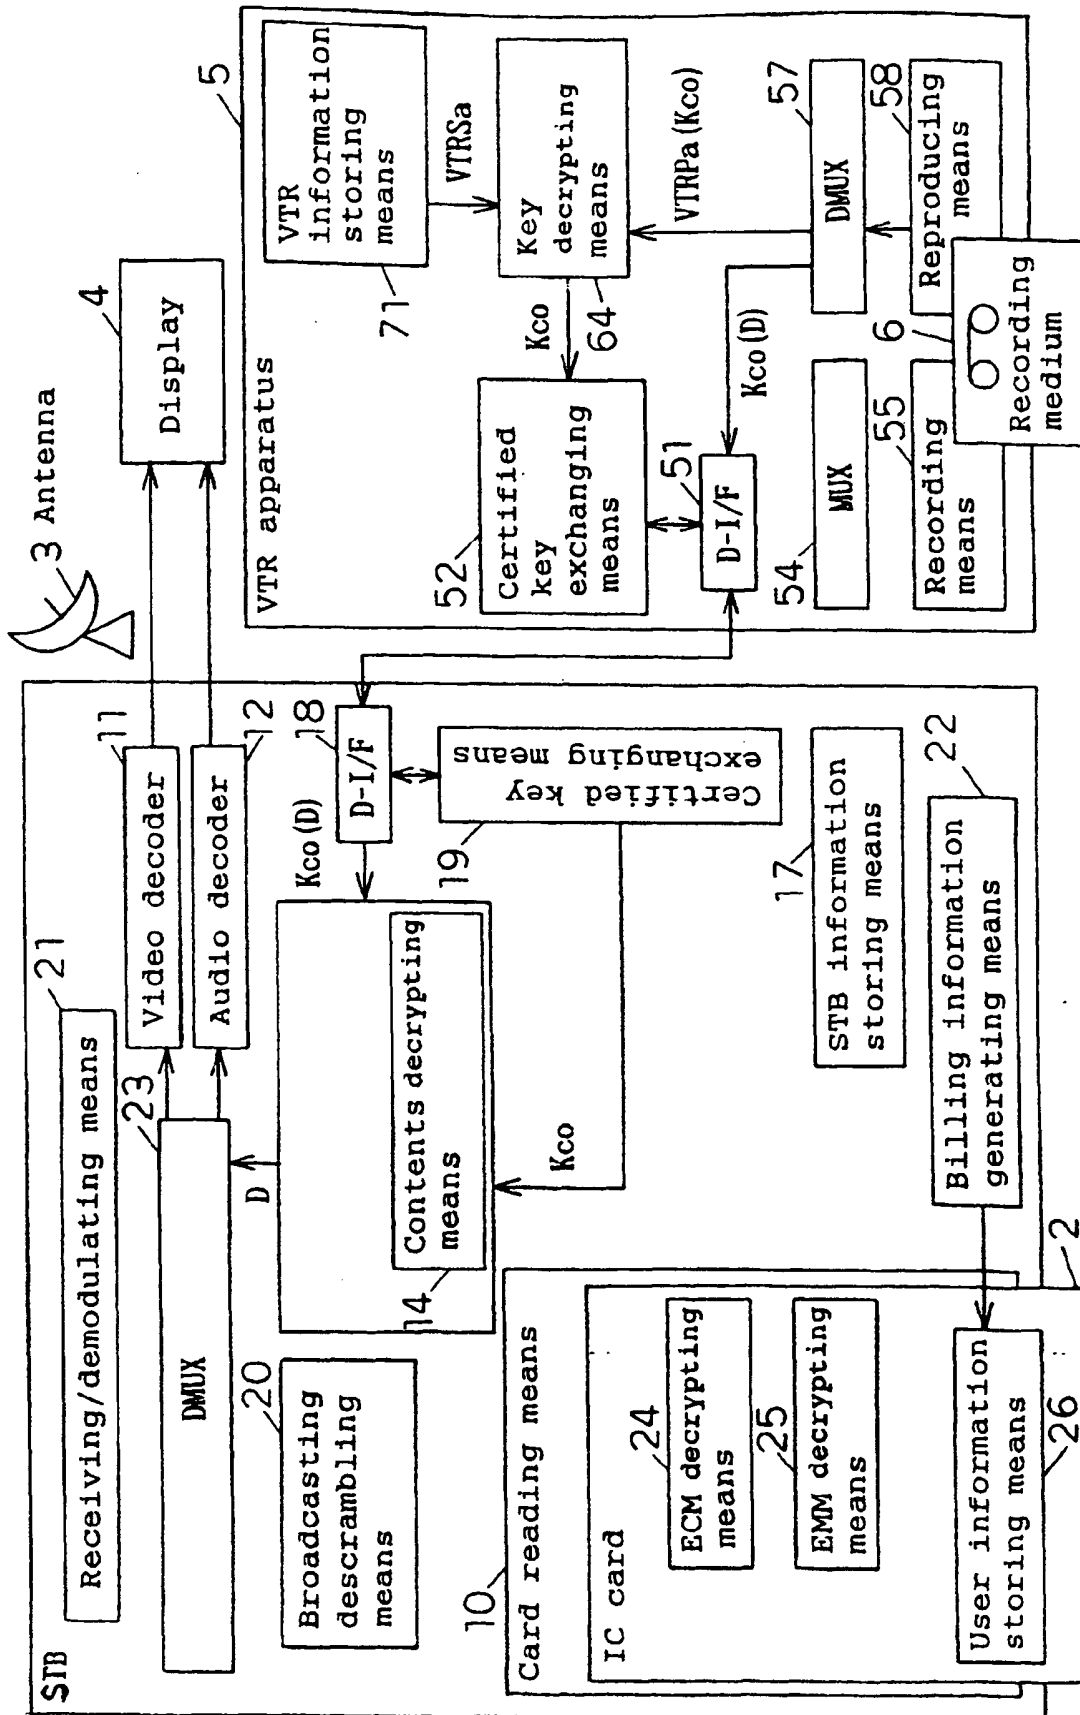 STB
Receiving/demodulating means
21
DMUX
23
Video decoder
11
Audio decoder
12
3 Antenna
Display
4
D
Broadcasting
descrambling
means
20
Contents decrypting
means
14
Kco(D)
D-I/F
18
Certified key
exchanging means
19
Kco
Card reading means
10
IC card
2
ECM decrypting
means
24
EMM decrypting
means
25
User information
storing means
26
STB information
storing means
17
Billing information
generating means
22
VTR apparatus
5
VTR
information
storing
means
71
VTRSa
Key
decrypting
means
64
Kco
Certified
key
exchanging
means
52
D-I/F
51
Kco(D)
VTRPa(Kco)
MUX
54
DMUX
57
Recording
means
55
Reproducing
means
58
6
Recording
medium